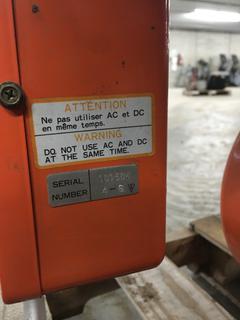 ATTENTION
Ne pas utiliser AC et DC
en même temps.
WARNING
DO NOT USE AC AND DC
AT THE SAME TIME.
SERIAL
NUMBER